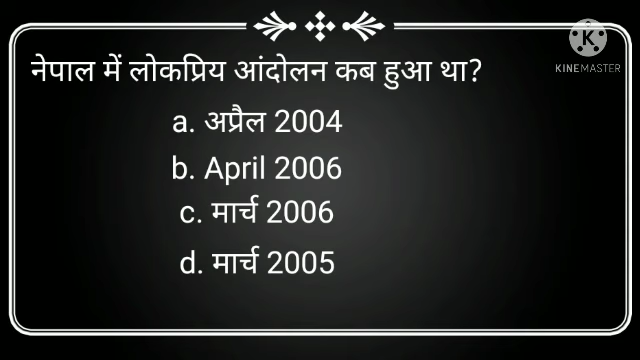 KINEMASTER
नेपाल में लोकप्रिय आंदोलन कब हुआ था?
a. अप्रैल 2004
b. April 2006
c. मार्च 2006
d. मार्च 2005